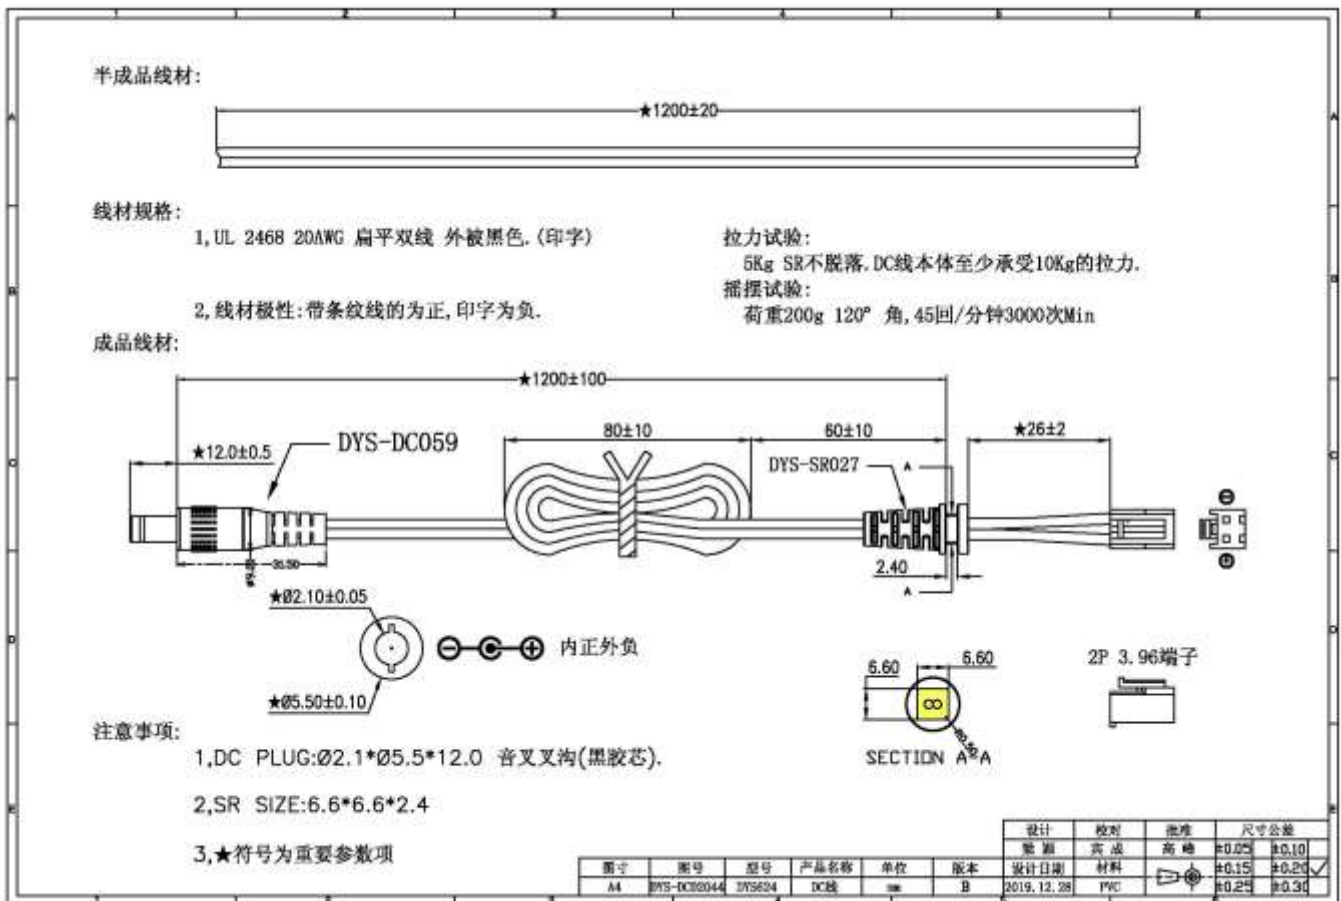 半成品线材:
★1200±20
线材规格:
1,UL 2468 20AWG 扁平双线 外被黑色.(印字)
2,线材极性:带条纹线的为正,印字为负.
拉力试验:
5Kg SR不脱落.DC线本体至少承受10Kg的拉力.
摇摆试验:
荷重200g 120° 角,45回/分钟3000次Min
成品线材:
★1200±100
★12.0±0.5
DYS-DC059
80±10
60±10
★26±2
DYS-SR027
A
2.40
A
★Ø2.10±0.05
内正外负
★Ø5.50±0.10
6.60
6.60
8
SECTION A-A
2P 3.96端子
注意事项:
1,DC PLUG:Ø2.1*Ø5.5*12.0 音叉叉沟(黑胶芯).
2,SR SIZE:6.6*6.6*2.4
3,★符号为重要参数项
设计 校对 批准 尺寸公差
±0.05 ±0.10
设计日期 材料 ±0.15 ±0.20
2019.12.28 PVC ±0.25 ±0.30
图寸 图号 型号 产品名称 单位 版本
A4 DYS-DC02044 DYS624 DC线 mm B